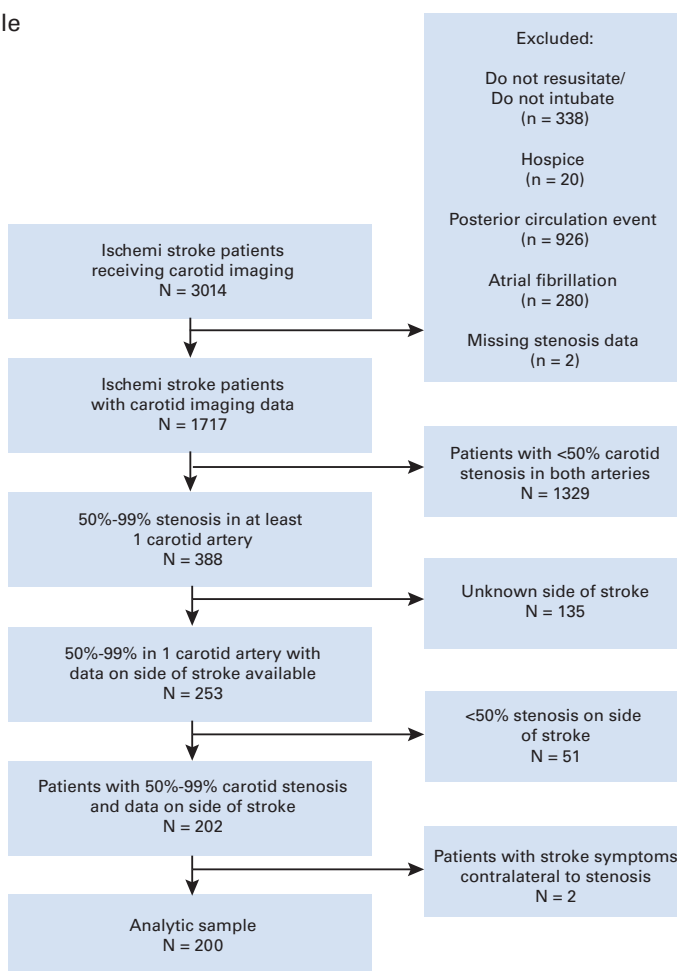 le
Excluded:
Do not resusitate/
Do not intubate
(n = 338)
Hospice
(n = 20)
Posterior circulation event
(n = 926)
Atrial fibrillation
(n = 280)
Missing stenosis data
(n = 2)
Ischemi stroke patients
receiving carotid imaging
N = 3014
Ischemi stroke patients
with carotid imaging data
N = 1717
Patients with <50% carotid
stenosis in both arteries
N = 1329
50%-99% stenosis in at least
1 carotid artery
N = 388
Unknown side of stroke
N = 135
50%-99% in 1 carotid artery with
data on side of stroke available
N = 253
<50% stenosis on side
of stroke
N = 51
Patients with 50%-99% carotid stenosis
and data on side of stroke
N = 202
Patients with stroke symptoms
contralateral to stenosis
N = 2
Analytic sample
N = 200